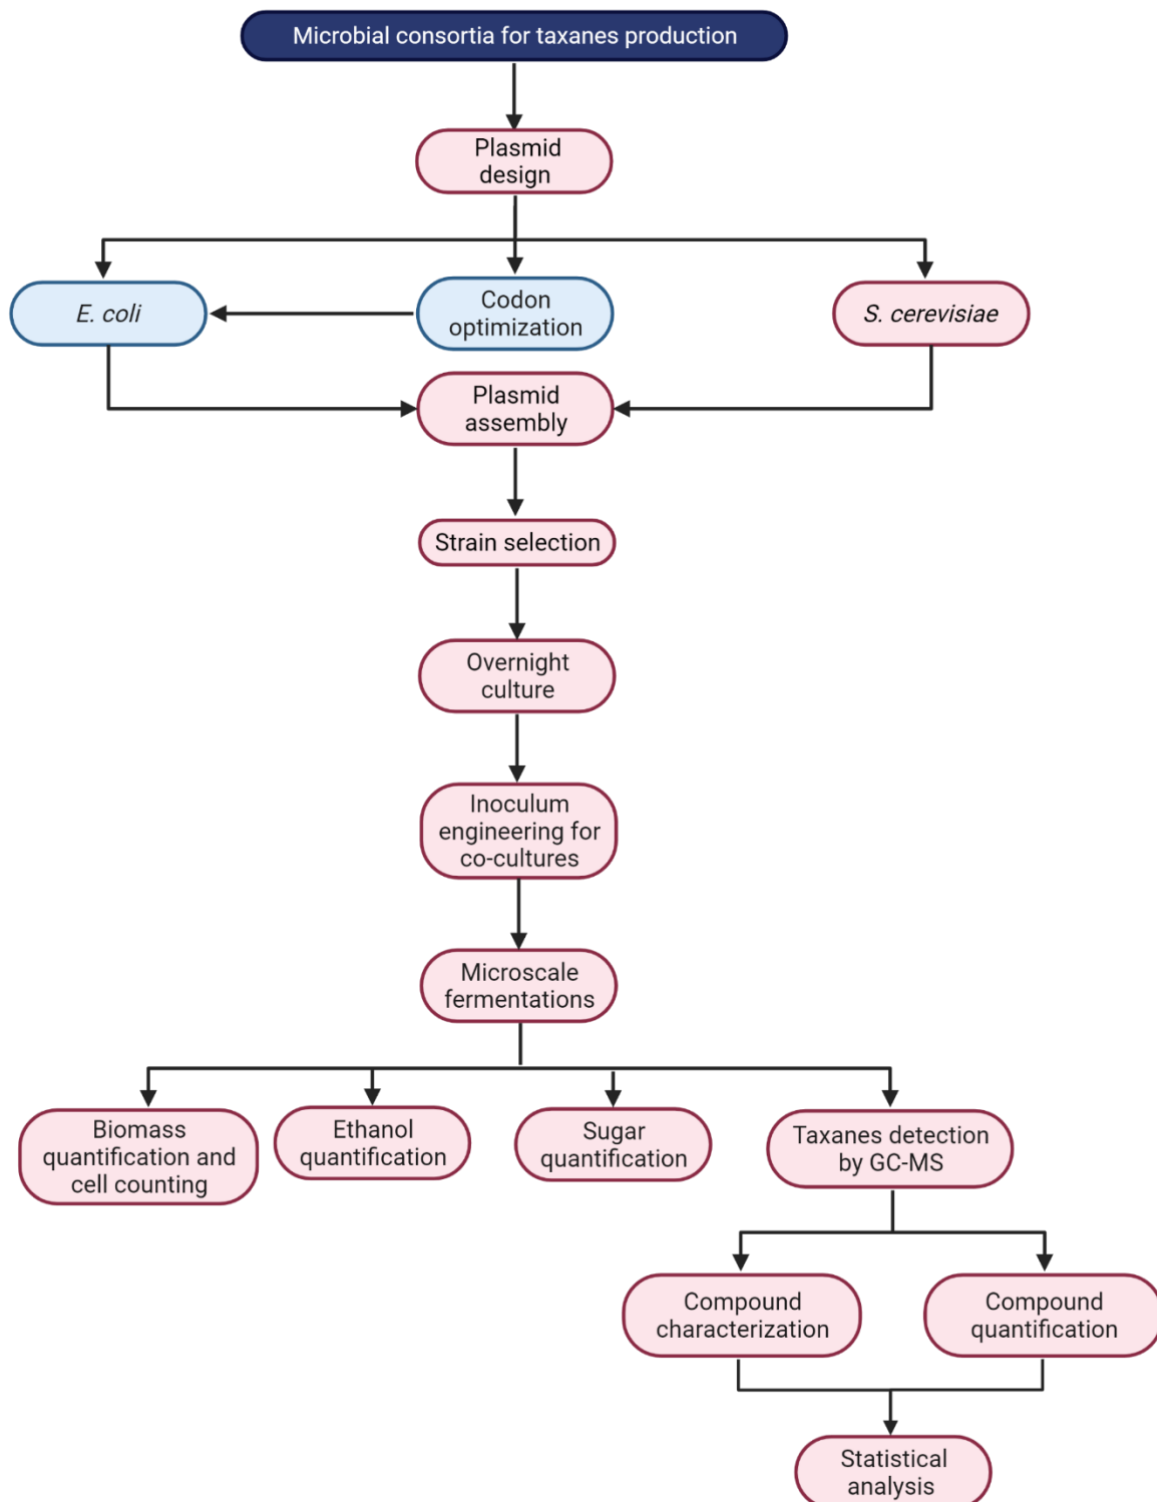 Microbial consortia for taxanes production
Plasmid
design
E. coli
Codon
optimization
S. cerevisiae
Plasmid
assembly
Strain selection
Overnight
culture
Inoculum
engineering for
co-cultures
Microscale
fermentations
Biomass
quantification and
cell counting
Ethanol
quantification
Sugar
quantification
Taxanes detection
by GC-MS
Compound
characterization
Compound
quantification
Statistical
analysis